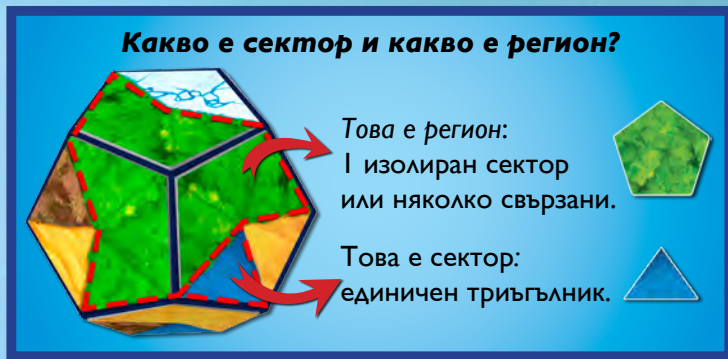 Какво е сектор и какво е регион?
Това е регион:
1 изолиран сектор
или няколко свързани.
Това е сектор:
единичен триъгълник.